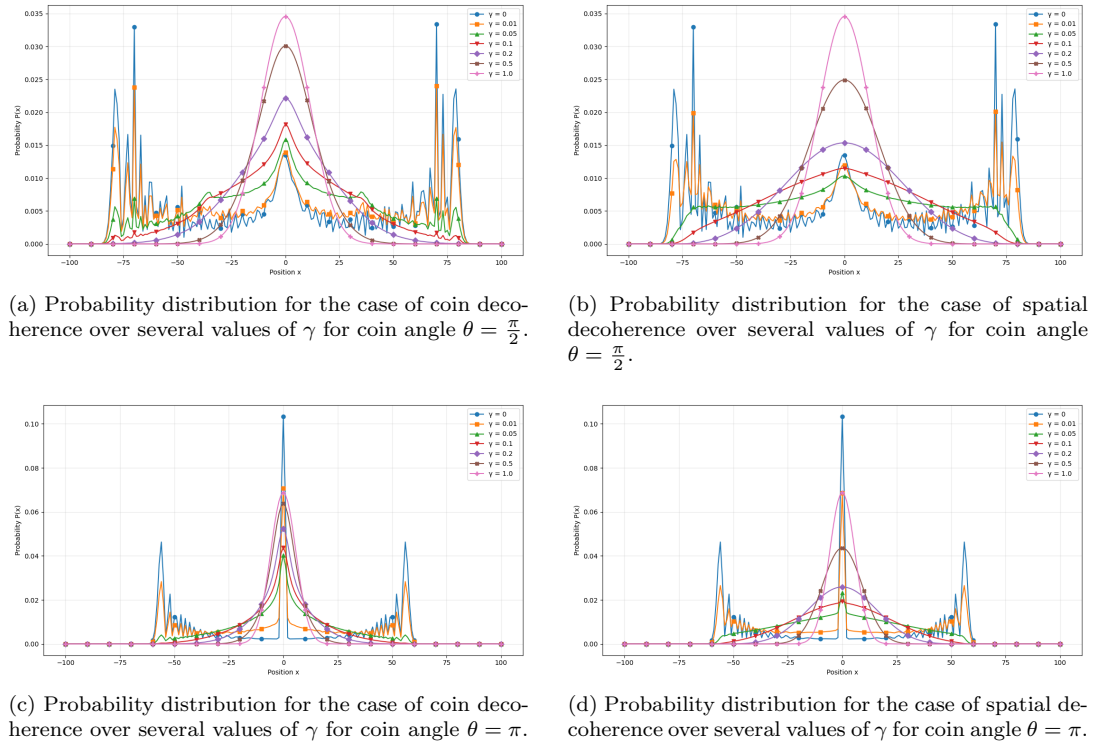 0.035
0.030
0.025
0.020
0.015
0.010
0.005
0.000
Probability P(x)
−100
−75
−50
−25
0
25
50
75
100
Position x
γ = 0
γ = 0.01
γ = 0.05
γ = 0.1
γ = 0.2
γ = 0.5
γ = 1.0
(a) Probability distribution for the case of coin deco-
herence over several values of γ for coin angle θ = π/2.
0.035
0.030
0.025
0.020
0.015
0.010
0.005
0.000
Probability P(x)
−100
−75
−50
−25
0
25
50
75
100
Position x
γ = 0
γ = 0.01
γ = 0.05
γ = 0.1
γ = 0.2
γ = 0.5
γ = 1.0
(b) Probability distribution for the case of spatial
decoherence over several values of γ for coin angle
θ = π/2.
0.10
0.08
0.06
0.04
0.02
0.00
Probability P(x)
−100
−75
−50
−25
0
25
50
75
100
Position x
γ = 0
γ = 0.01
γ = 0.05
γ = 0.1
γ = 0.2
γ = 0.5
γ = 1.0
(c) Probability distribution for the case of coin deco-
herence over several values of γ for coin angle θ = π.
0.10
0.08
0.06
0.04
0.02
0.00
Probability P(x)
−100
−75
−50
−25
0
25
50
75
100
Position x
γ = 0
γ = 0.01
γ = 0.05
γ = 0.1
γ = 0.2
γ = 0.5
γ = 1.0
(d) Probability distribution for the case of spatial de-
coherence over several values of γ for coin angle θ = π.